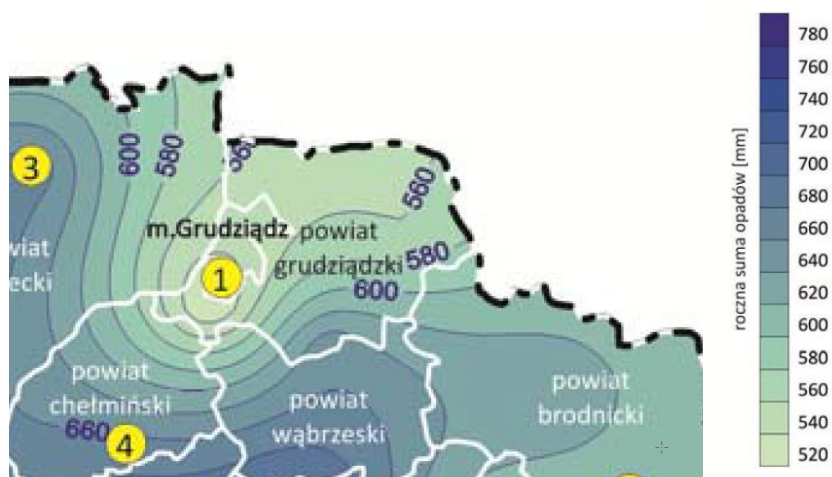 780
760
740
720
700
680
660
640
620
600
580
560
540
520
roczna suma opadów [mm]
600
580
560
560
580
600
660
3
1
4
m.Grudziądz
powiat
grudziądzki
wiat
ecki
powiat
chełmiński
powiat
wąbrzeski
powiat
brodnicki